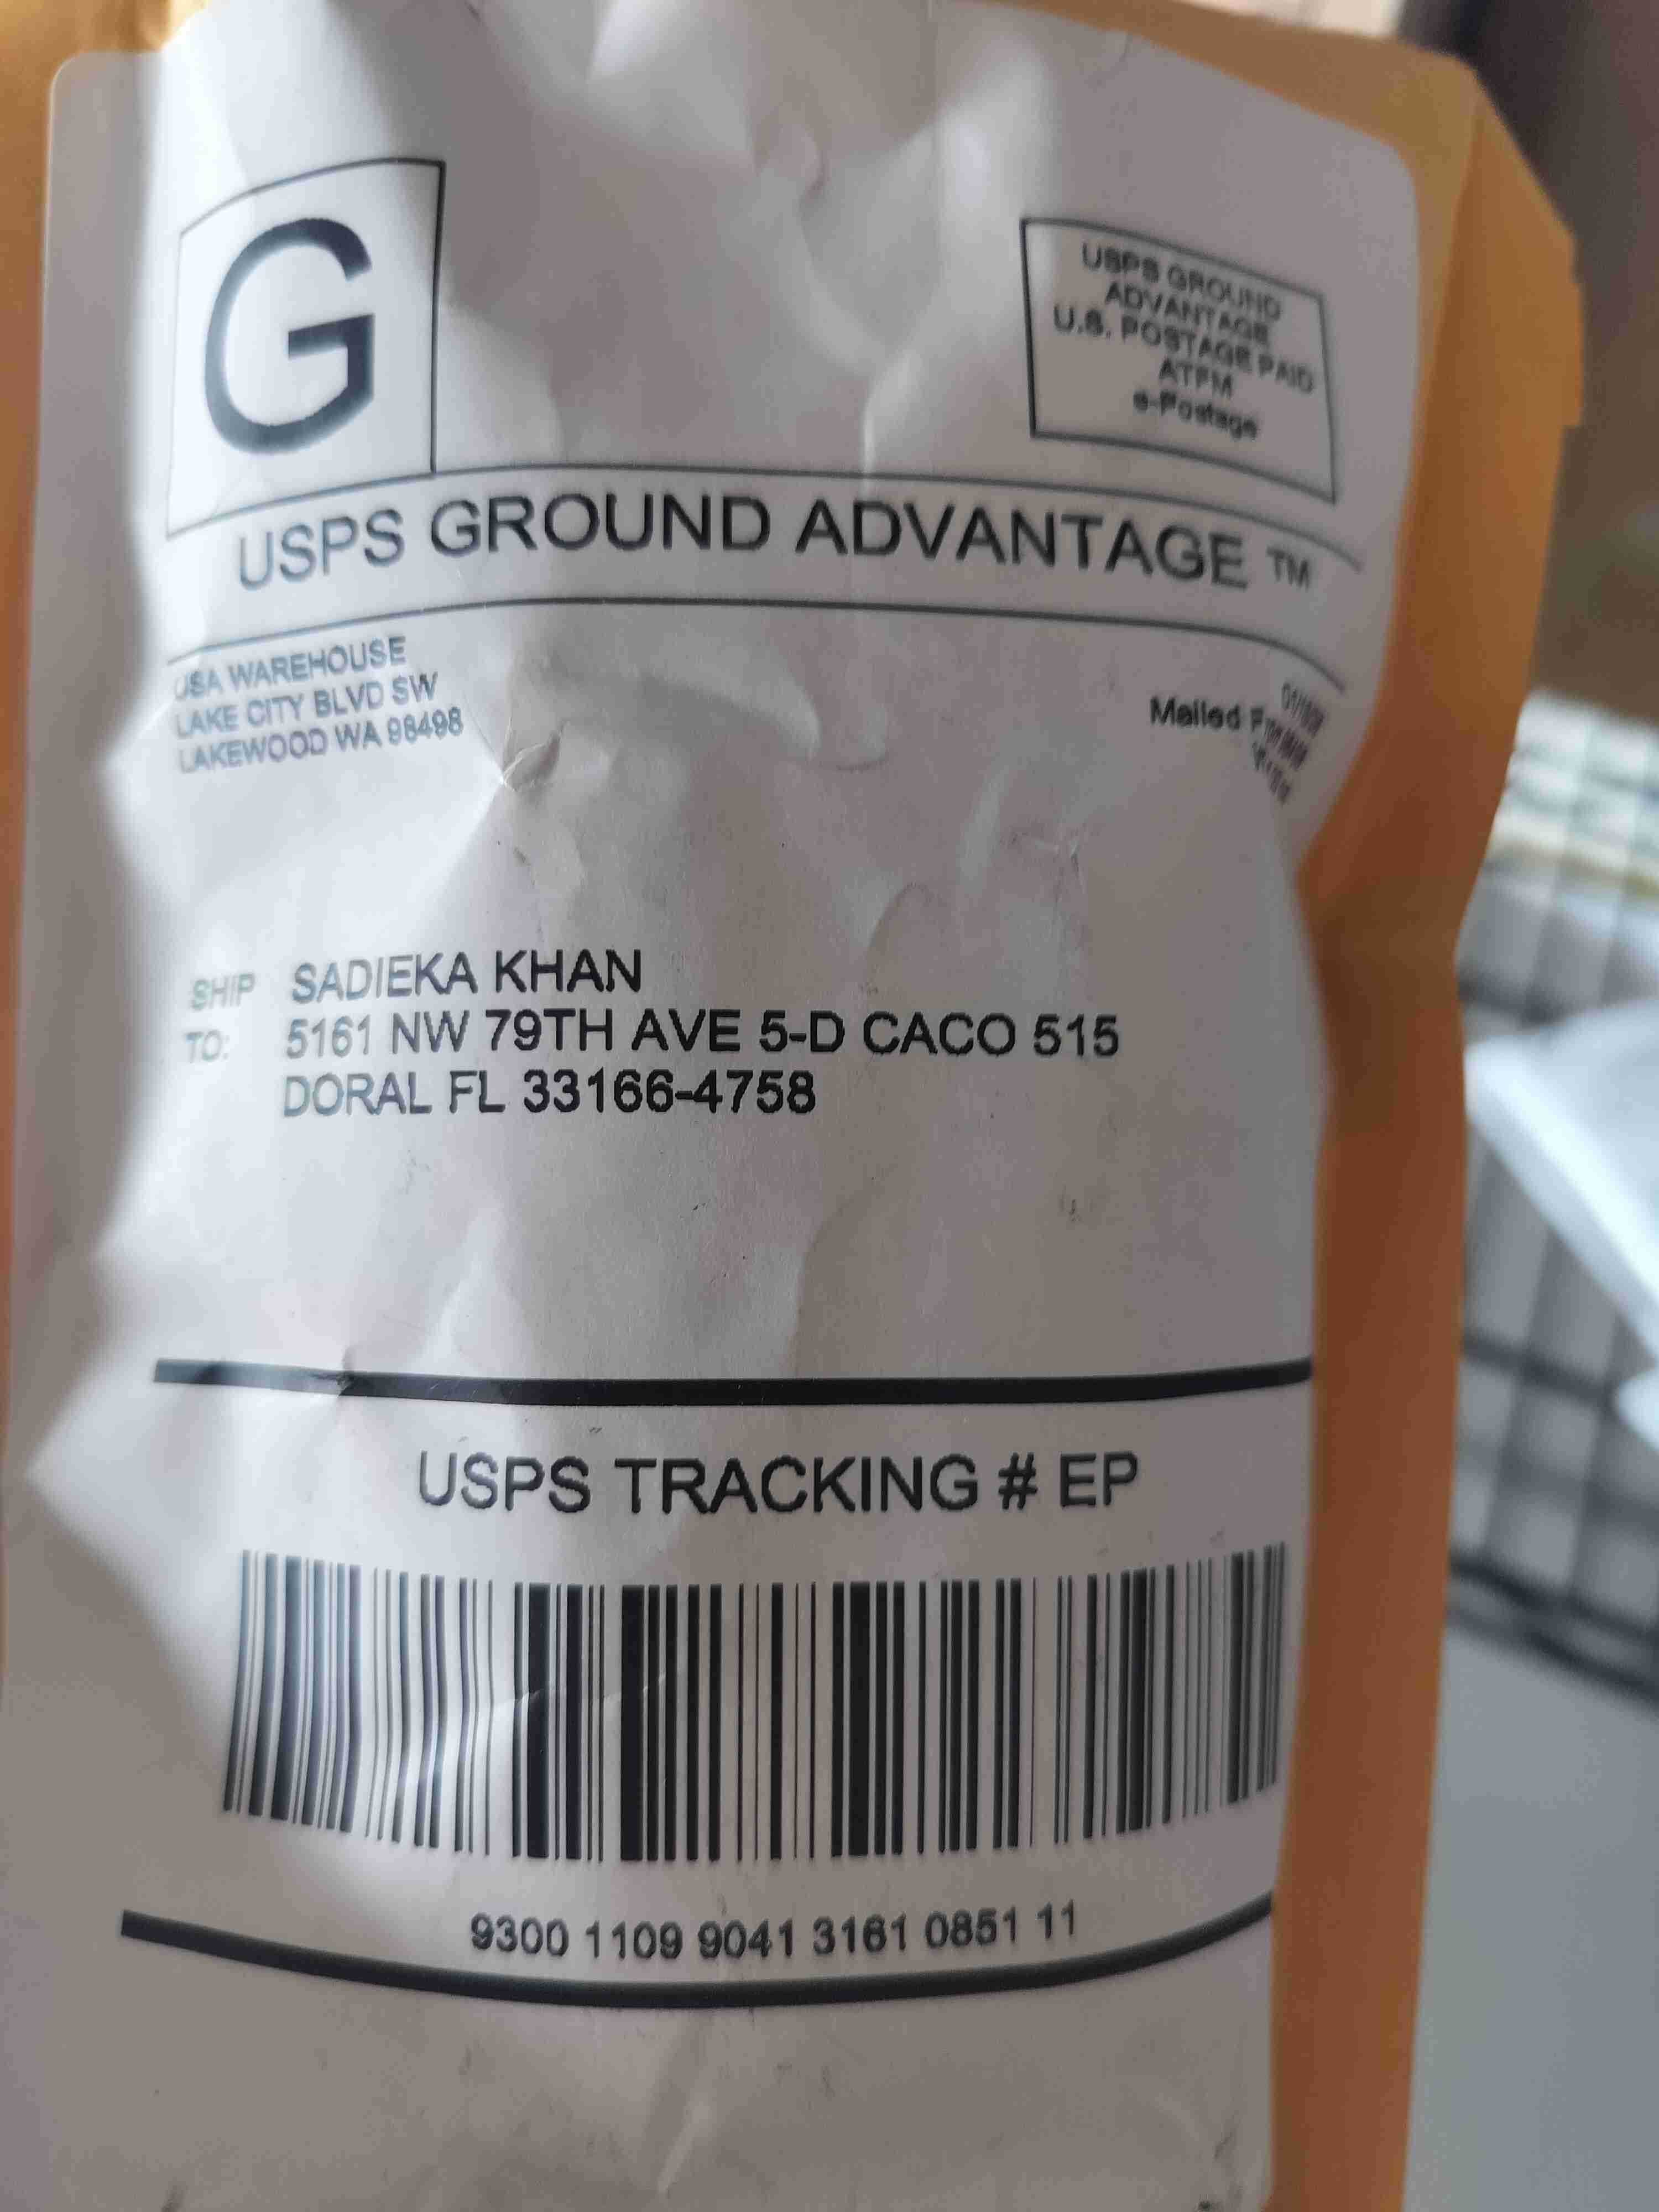 G
USPS GROUND
ADVANTAGE
U.S. POSTAGE PAID
ATFM
e-Postage
USPS GROUND ADVANTAGE ™
USA WAREHOUSE
LAKE CITY BLVD SW
LAKEWOOD WA 98498
Mailed
SHIP TO:
SADIEKA KHAN
5161 NW 79TH AVE 5-D CACO 515
DORAL FL 33166-4758
USPS TRACKING # EP
9300 1109 9041 3161 0851 11